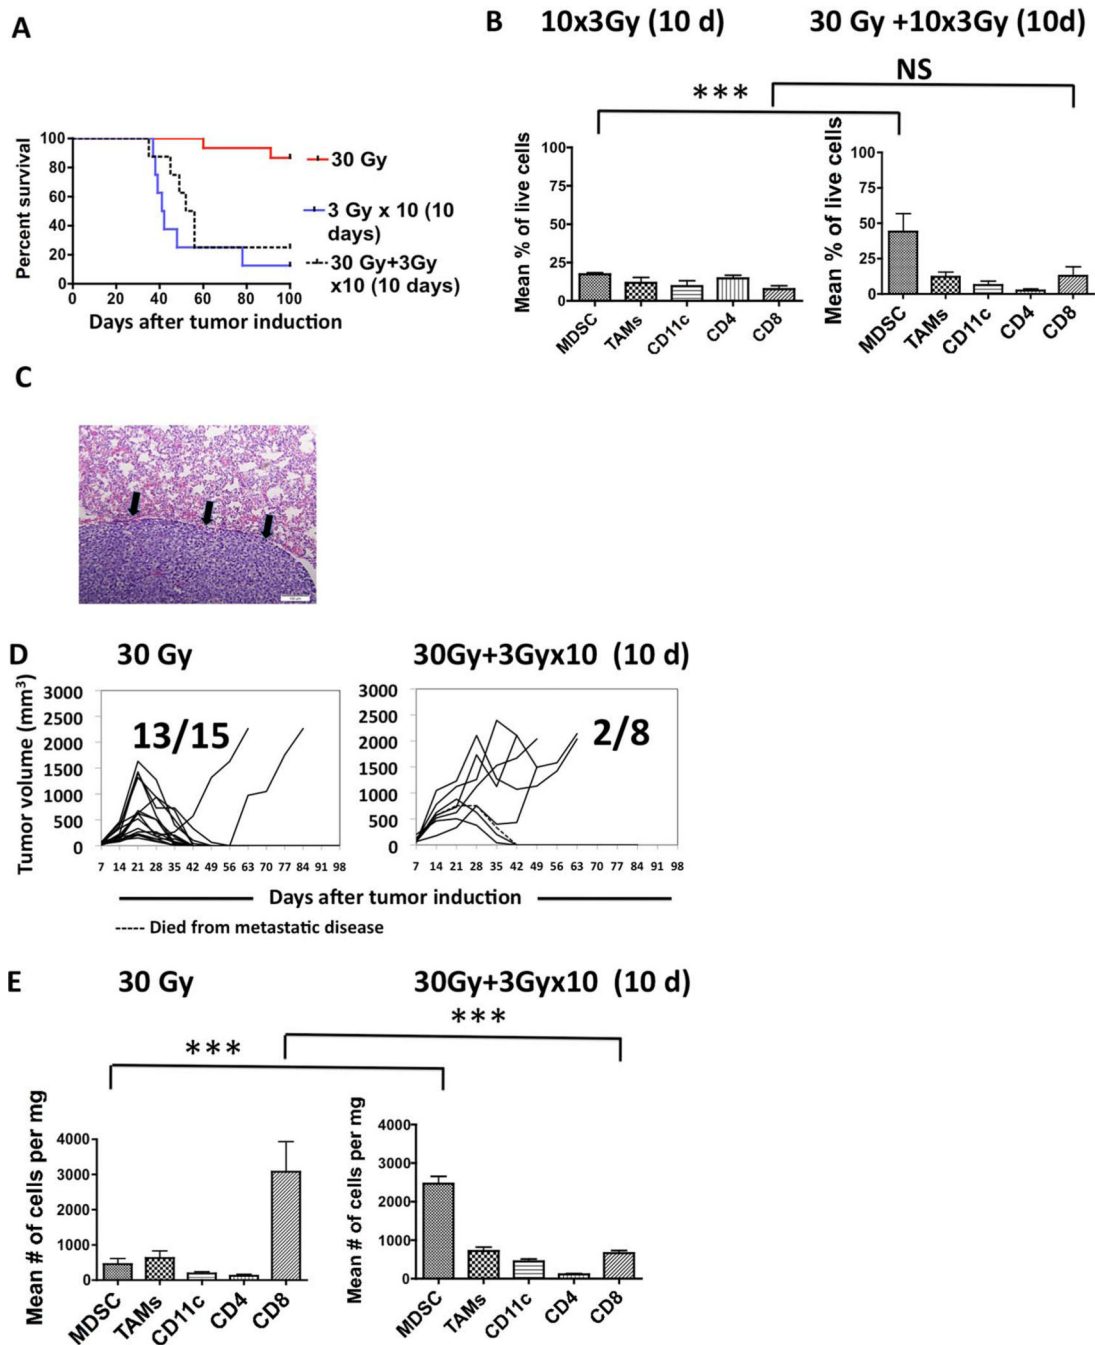 A
B
10x3Gy (10 d)
30 Gy +10x3Gy (10d)
NS
***
Percent survival
100
80
60
40
20
0
0 20 40 60 80 100
Days after tumor induction
30 Gy
3 Gy x 10 (10
days)
30 Gy+3Gy
x10 (10 days)
Mean % of live cells
100
75
50
25
0
MDSC
TAMs
CD11c
CD4
CD8
Mean % of live cells
100
75
50
25
0
MDSC
TAMs
CD11c
CD4
CD8
C
D
30 Gy
30Gy+3Gyx10 (10 d)
Tumor volume (mm³)
3000
2500
2000
1500
1000
500
0
13/15
7 14 21 28 35 42 49 56 63 70 77 84 91 98
3000
2500
2000
1500
1000
500
0
2/8
7 14 21 28 35 42 49 56 63 70 77 84 91 98
Days after tumor induction
----- Died from metastatic disease
E
30 Gy
30Gy+3Gyx10 (10 d)
***
***
Mean # of cells per mg
4000
3000
2000
1000
0
MDSC
TAMs
CD11c
CD4
CD8
Mean # of cells per mg
4000
3000
2000
1000
0
MDSC
TAMs
CD11c
CD4
CD8